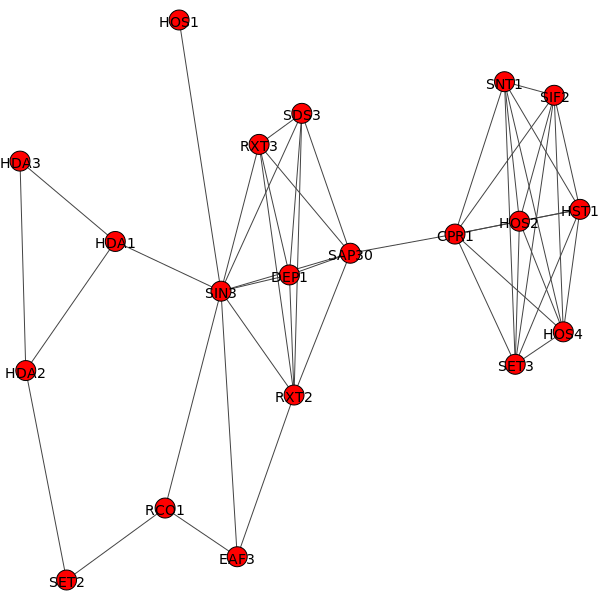 HOS1
SNT1
SIF2
SDS3
RXT3
HDA3
HST1
HOS2
CPR1
HDA1
SAP30
DEP1
SIN3
HOS4
SET3
HDA2
RXT2
RCO1
EAF3
SET2